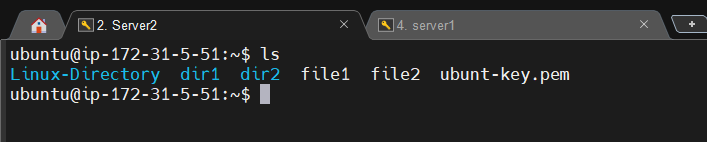 2. Server2
4. server1
ubuntu@ip-172-31-5-51:~$ ls
Linux-Directory dir1 dir2 file1 file2 ubunt-key.pem
ubuntu@ip-172-31-5-51:~$